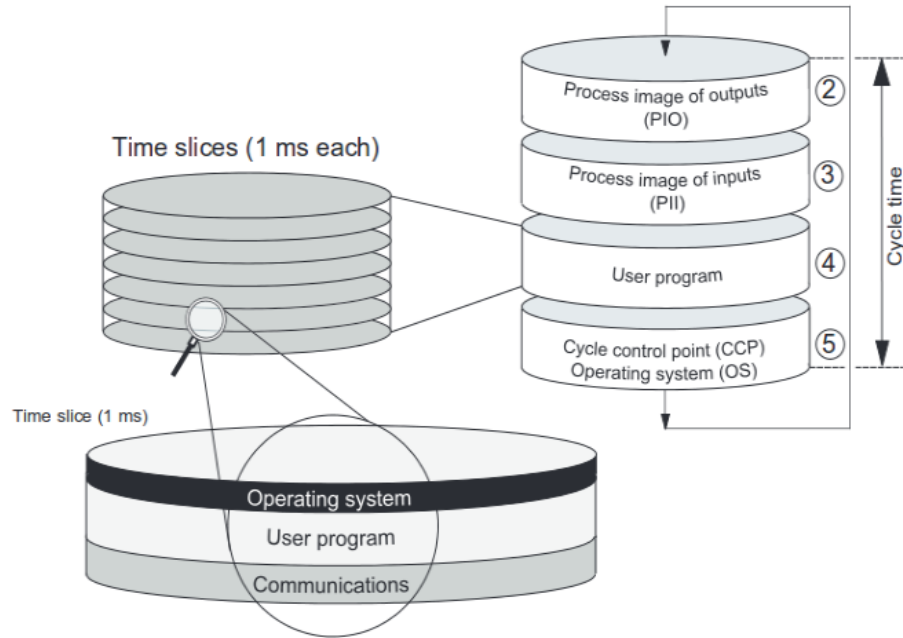 Process image of outputs
(PIO)
②
Time slices (1 ms each)
Process image of inputs
(PII)
③
Cycle time
User program
④
Cycle control point (CCP)
Operating system (OS)
⑤
Time slice (1 ms)
Operating system
User program
Communications